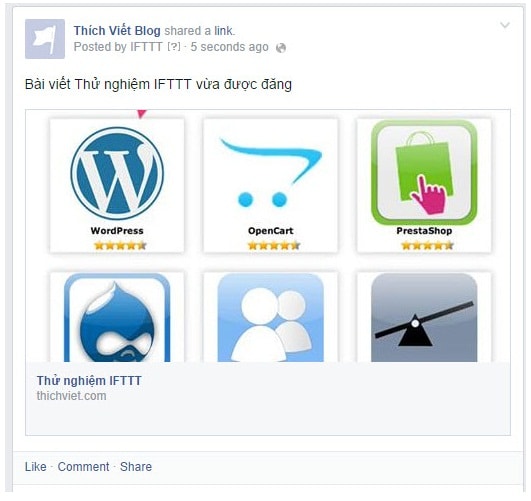 Thích Viết Blog shared a link.
Posted by IFTTT [?] · 5 seconds ago
Bài viết Thử nghiệm IFTTT vừa được đăng
WordPress OpenCart PrestaShop
Thử nghiệm IFTTT
thichviet.com
Like · Comment · Share